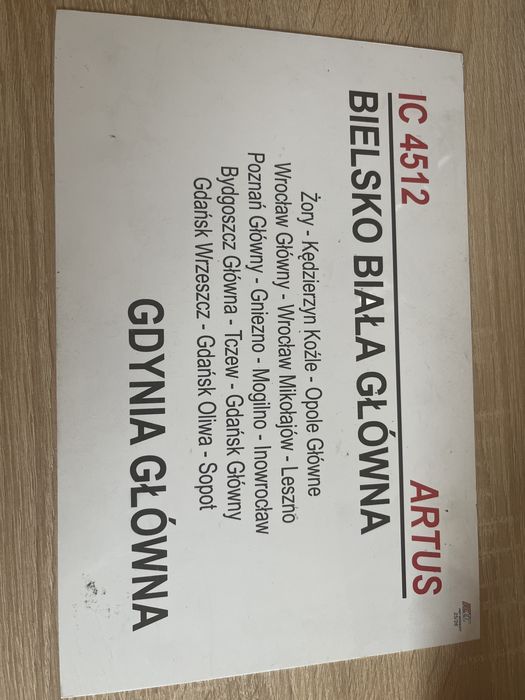 IC 4512 ARTUS
BIELSKO BIAŁA GŁÓWNA
Żory - Kędzierzyn Koźle - Opole Główne
Wrocław Główny - Wrocław Mikołajów - Leszno
Poznań Główny - Gniezno - Mogilno - Inowrocław
Bydgoszcz Główna - Tczew - Gdańsk Główny
Gdańsk Wrzeszcz - Gdańsk Oliwa - Sopot
GDYNIA GŁÓWNA